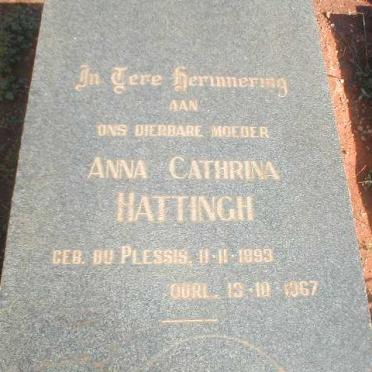 In Tere Herinnering
AAN
ONS DIERBARE MOEDER
ANNA CATHRINA
HATTINGH
GEB. DU PLESSIS, 11-11-1893
OORL. 13-10-1967